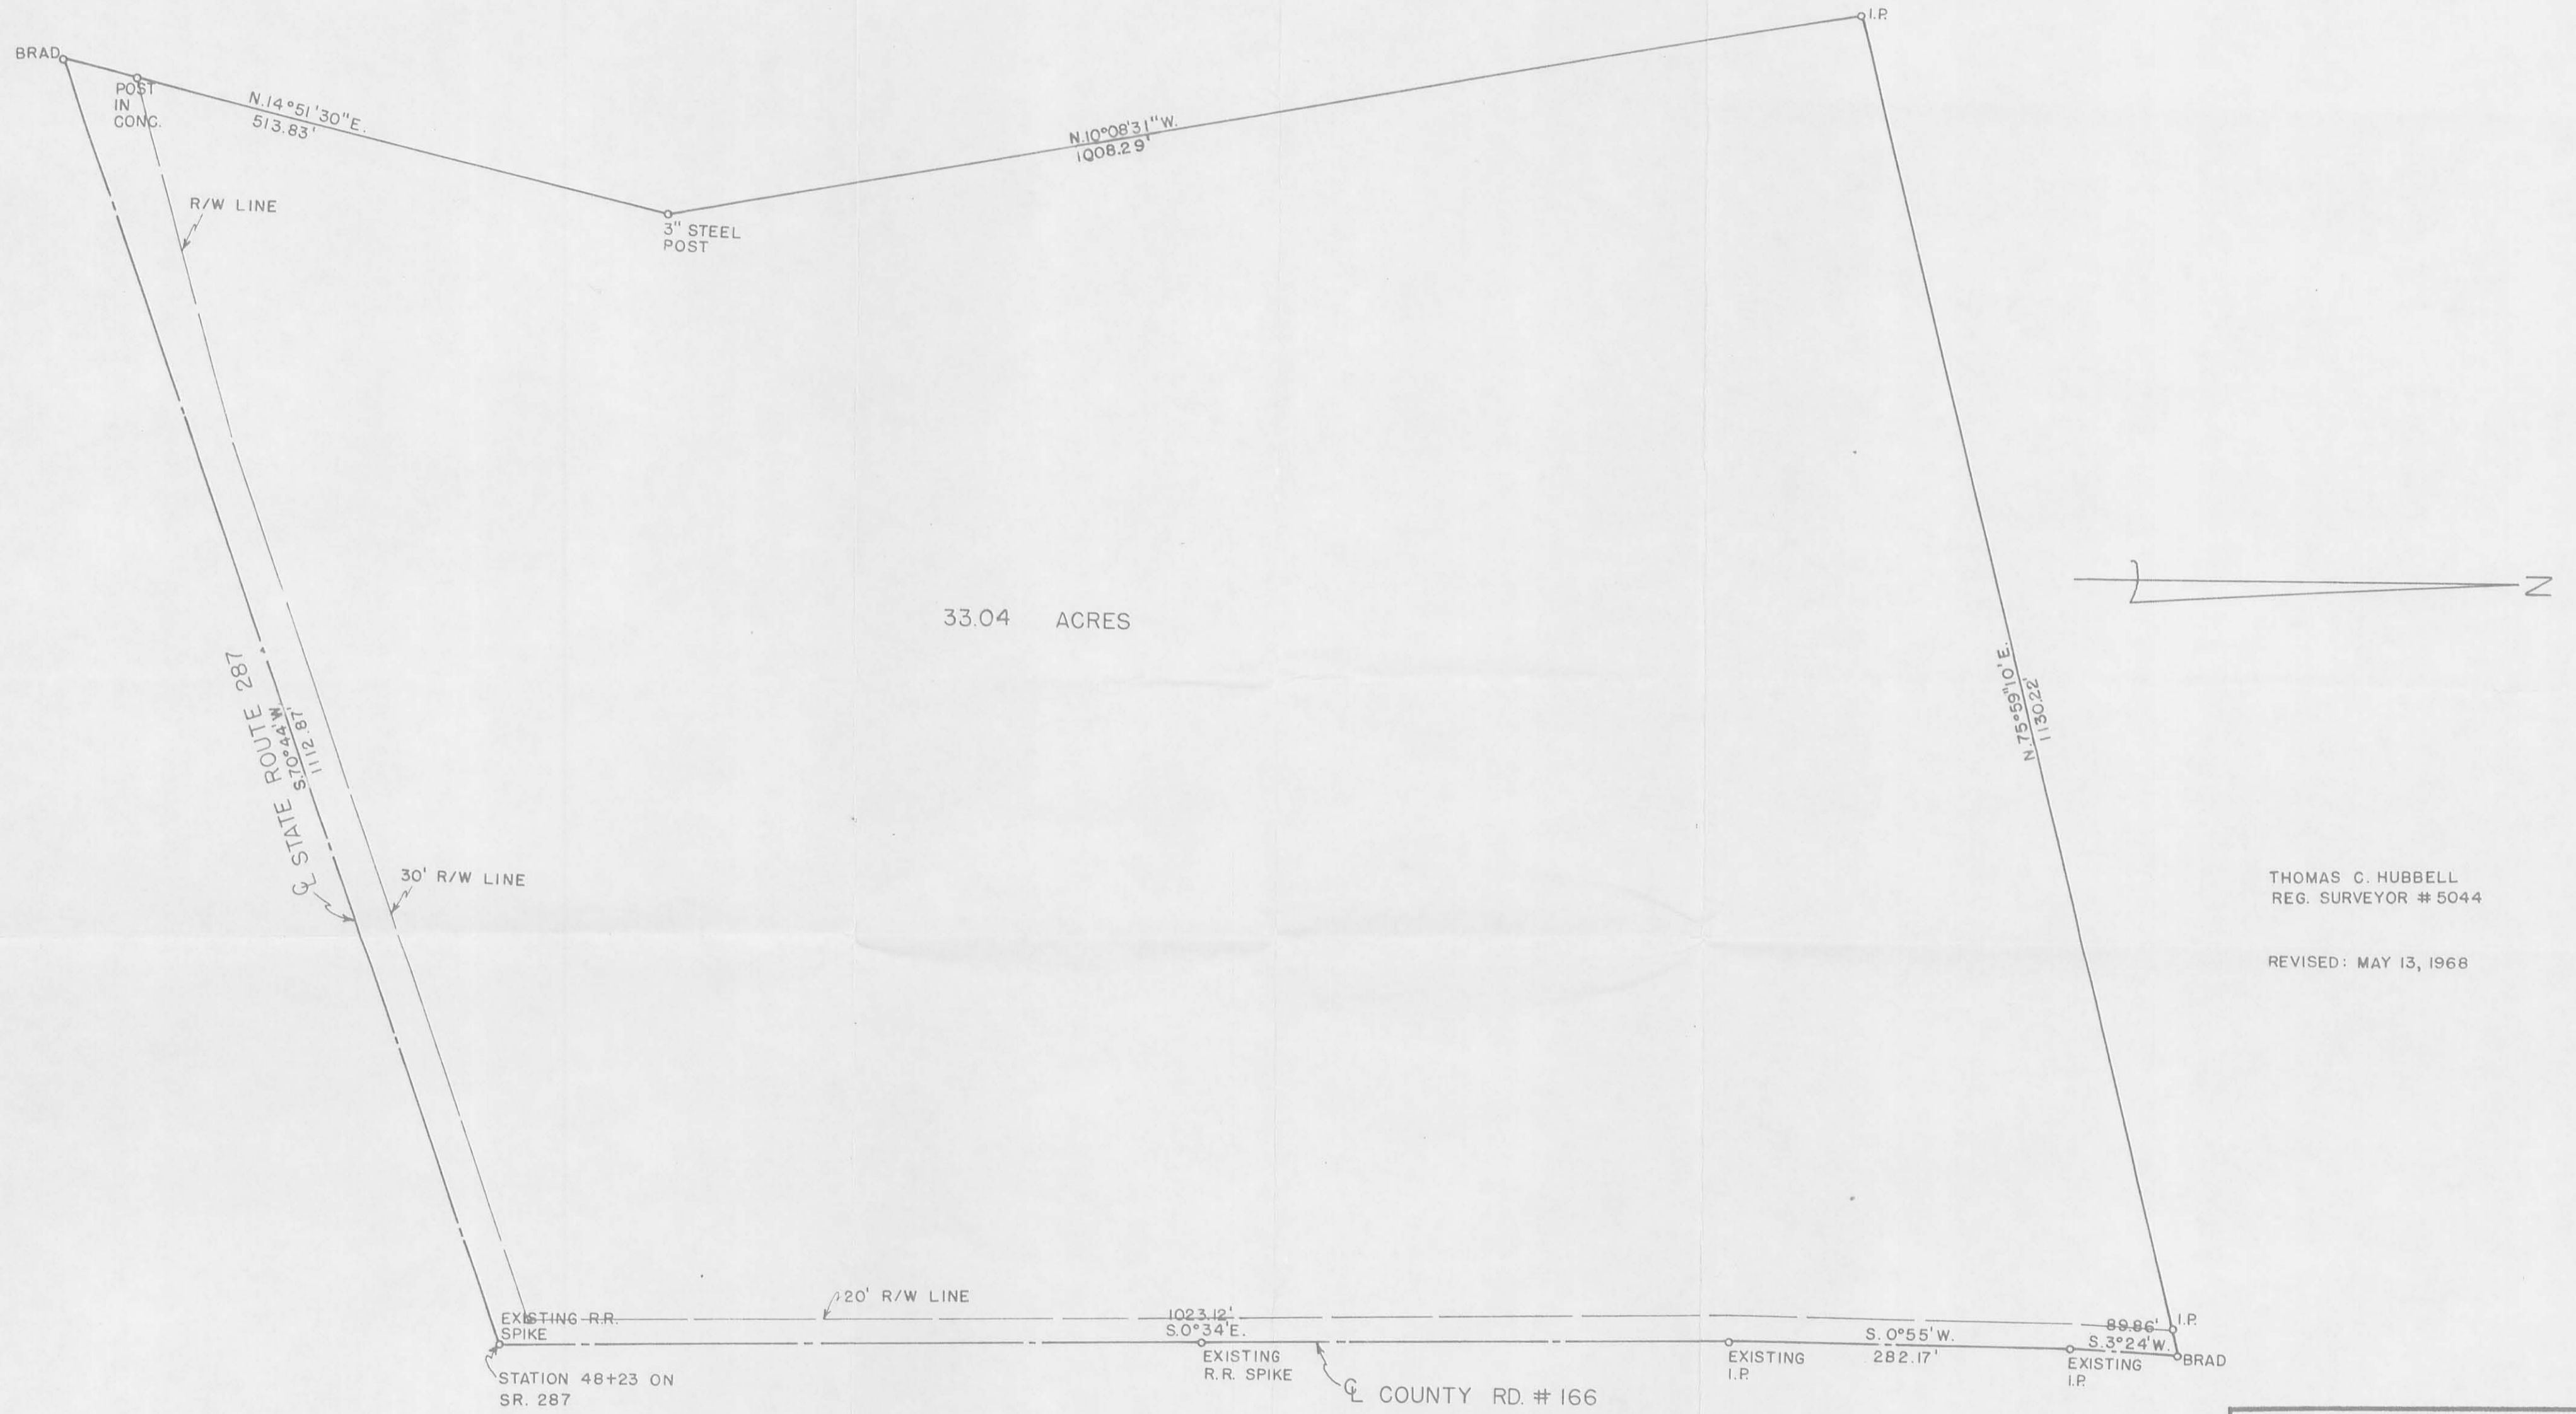 I.P.
BRAD
POST
IN
CONC.
N.14°51'30"E.
513.83'
N.10°08'31"W.
1008.29'
R/W LINE
3" STEEL
POST
N
33.04 ACRES
N.75°59"10'E.
1130.22'
℄ STATE ROUTE 287
S.70°44'W.
1112.87'
30' R/W LINE
THOMAS C. HUBBELL
REG. SURVEYOR # 5044
REVISED: MAY 13, 1968
20' R/W LINE
EXISTING R.R.
SPIKE
1023.12'
S.0°34'E.
EXISTING
R.R. SPIKE
STATION 48+23 ON
SR. 287
℄ COUNTY RD. # 166
EXISTING
I.P.
S. 0°55'W.
282.17'
89.86'
S.3°24'W.
I.P.
BRAD
EXISTING
I.P.